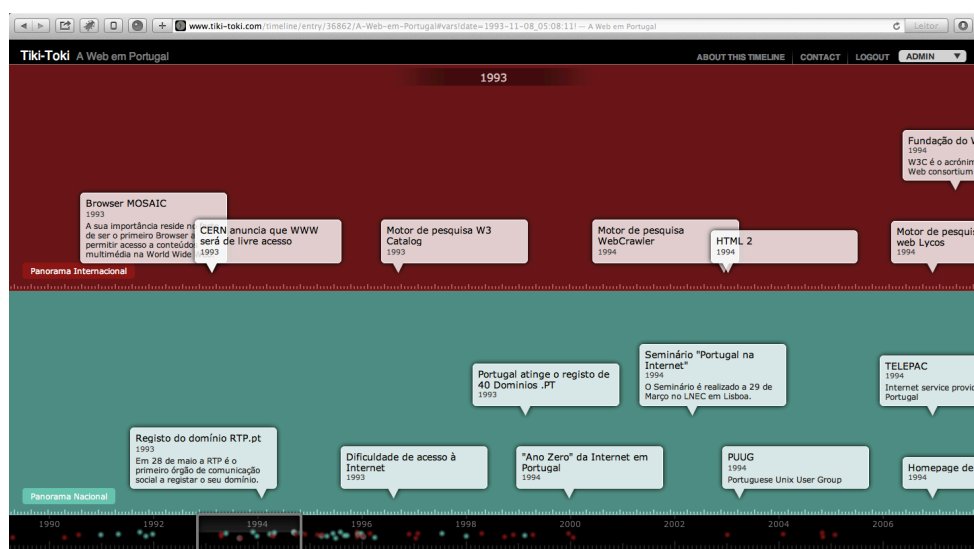 www.tiki-toki.com/timeline/entry/36862/A-Web-em-Portugal#vars!date=1993-11-08_05:08:11! — A Web em Portugal
Leitor
Tiki-Toki A Web em Portugal
ABOUT THIS TIMELINE CONTACT LOGOUT ADMIN
1993
Fundação do W
1994
W3C é o acrónim
Web consortium
Browser MOSAIC
1993
A sua importância reside n
de ser o primeiro Browser a
permitir acesso a conteúdo
multimédia na World Wide
CERN anuncia que WWW
será de livre acesso
1993
Motor de pesquisa W3
Catalog
1993
Motor de pesquisa
WebCrawler
1994
HTML 2
1994
Motor de pesquis
web Lycos
1994
Panorama Internacional
Seminário "Portugal na
Internet"
1994
O Seminário é realizado a 29 de
Março no LNEC em Lisboa.
Portugal atinge o registo de
40 Dominios .PT
1993
TELEPAC
1994
Internet service provid
Portugal
Registo do domínio RTP.pt
1993
Em 28 de maio a RTP é o
primeiro órgão de comunicação
social a registar o seu domínio.
Dificuldade de acesso à
Internet
1993
"Ano Zero" da Internet em
Portugal
1994
PUUG
1994
Portuguese Unix User Group
Homepage de
1994
Panorama Nacional
1990 1992 1994 1996 1998 2000 2002 2004 2006